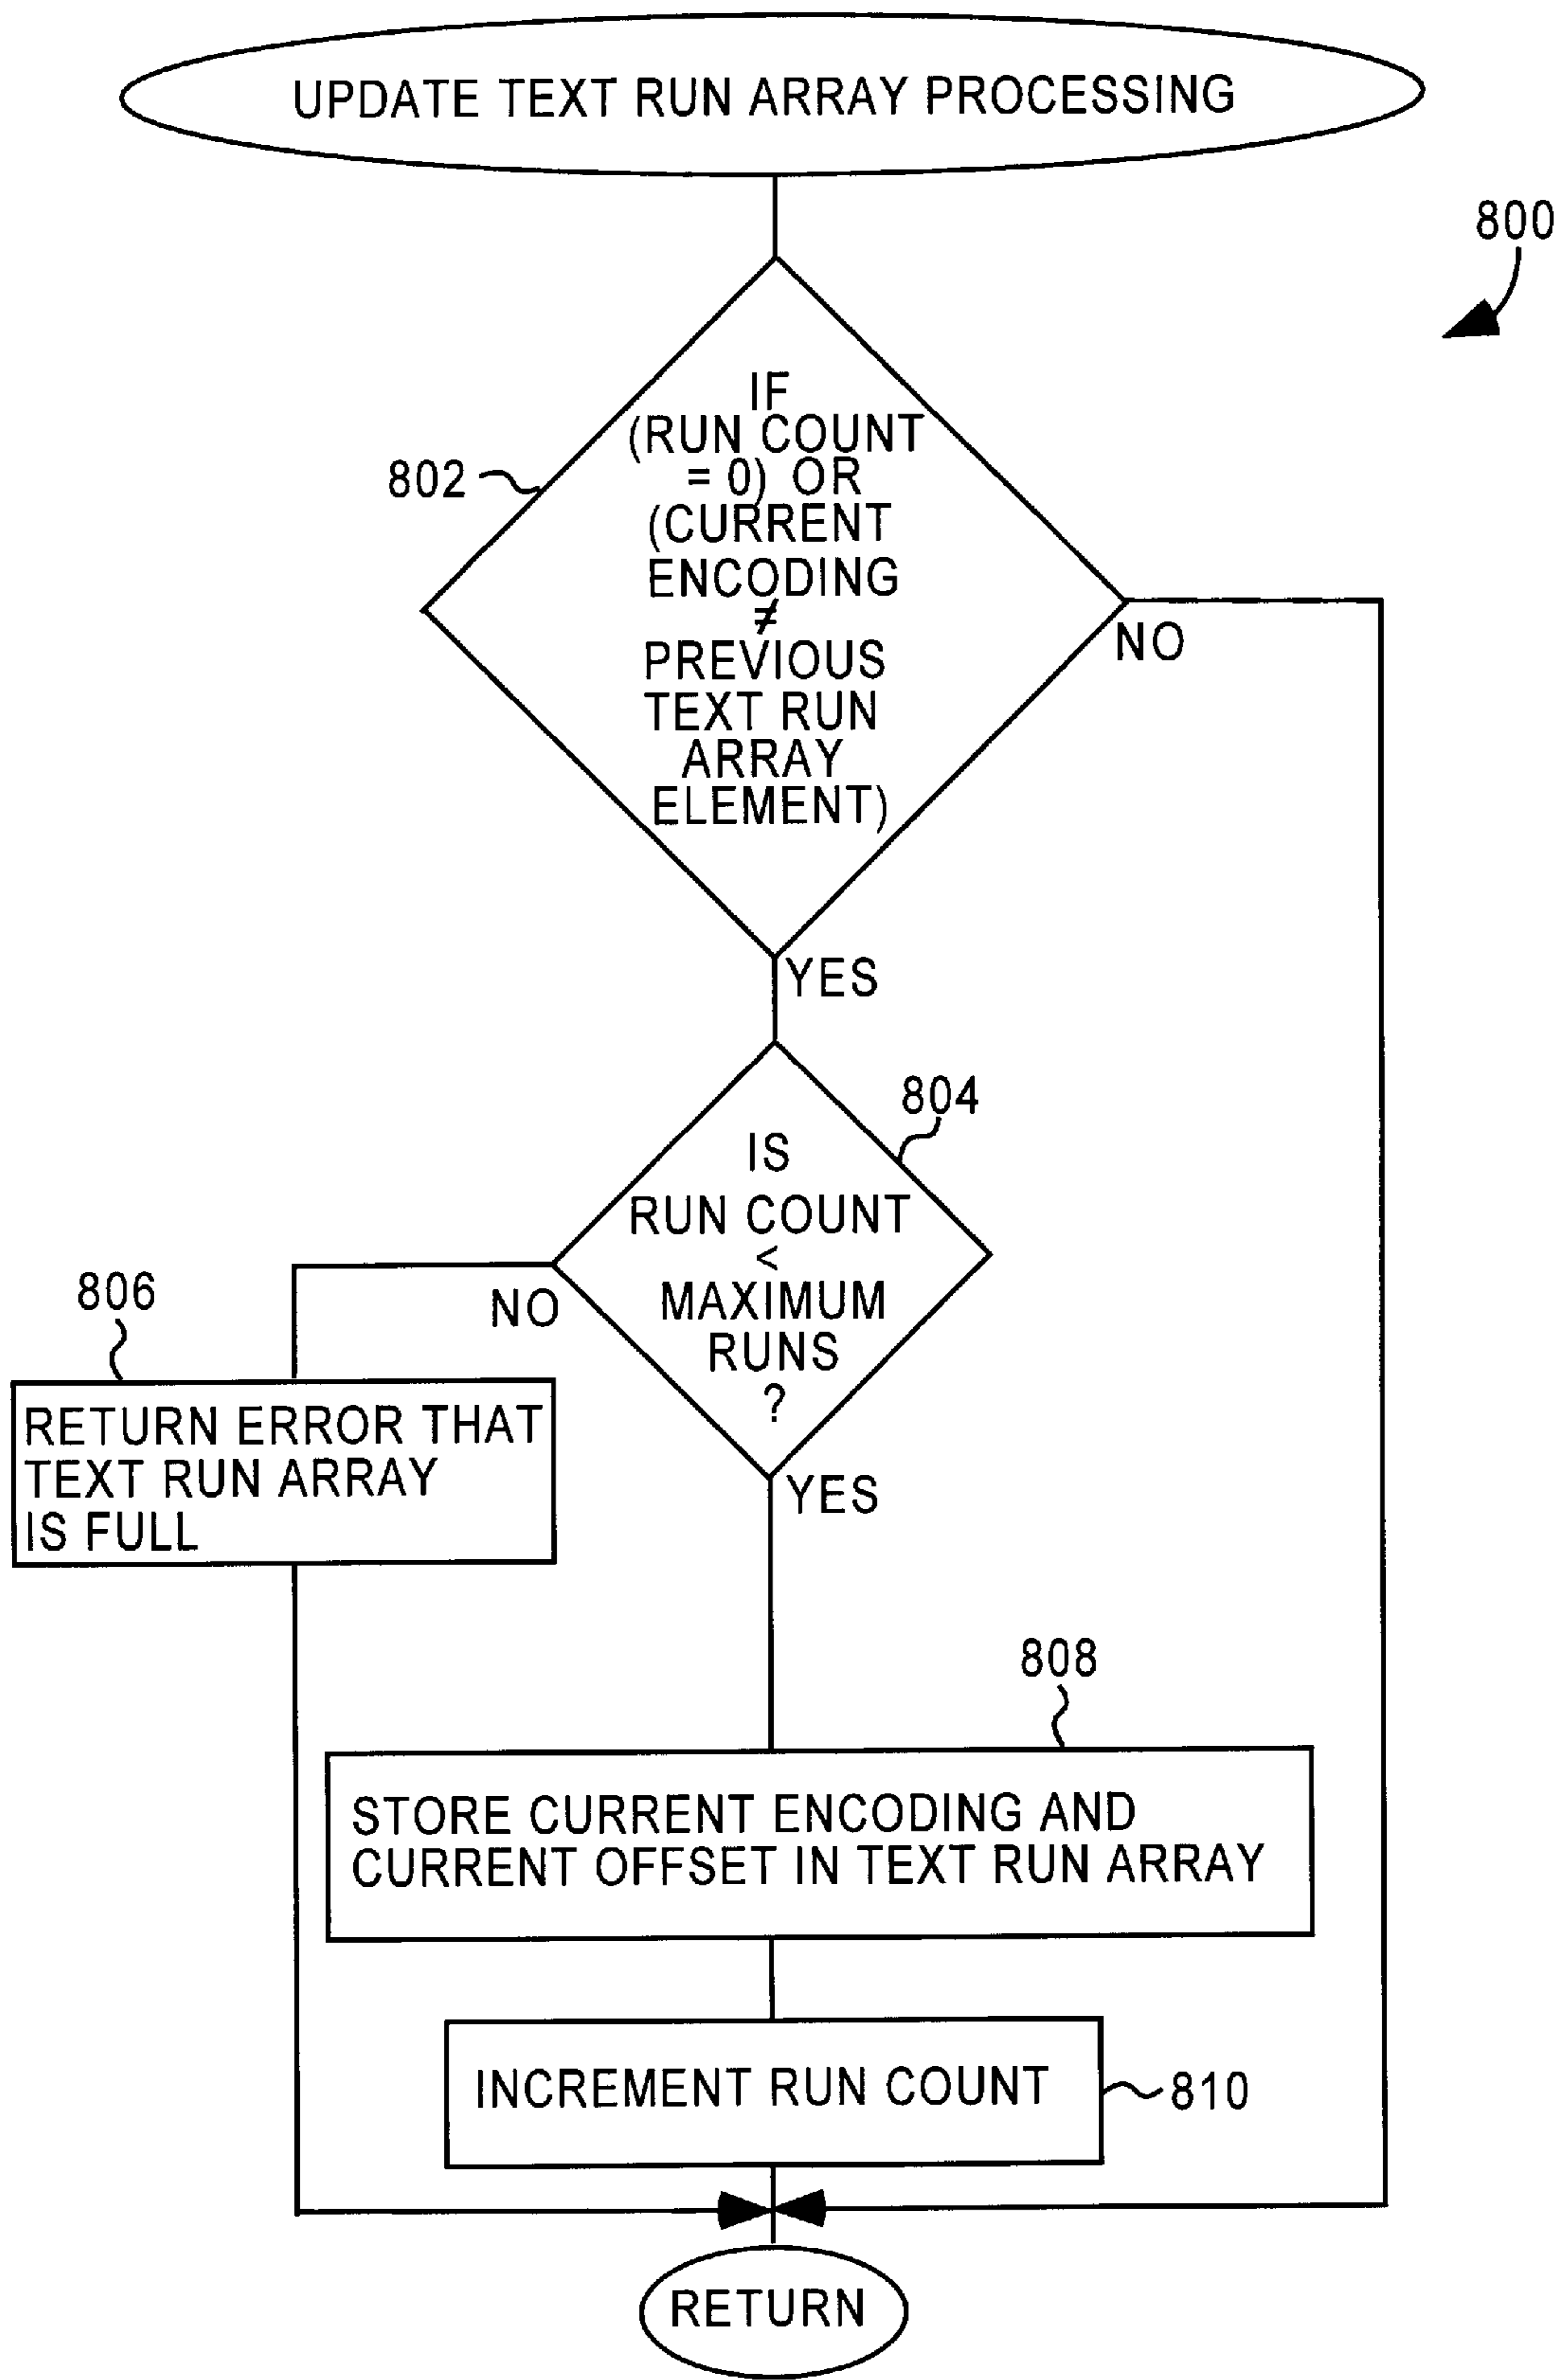 UPDATE TEXT RUN ARRAY PROCESSING
800
802
IF
(RUN COUNT
= 0) OR
(CURRENT
ENCODING
≠
PREVIOUS
TEXT RUN
ARRAY
ELEMENT)
NO
YES
804
IS
RUN COUNT
<
MAXIMUM
RUNS
?
NO
YES
806
RETURN ERROR THAT
TEXT RUN ARRAY
IS FULL
808
STORE CURRENT ENCODING AND
CURRENT OFFSET IN TEXT RUN ARRAY
INCREMENT RUN COUNT
810
RETURN